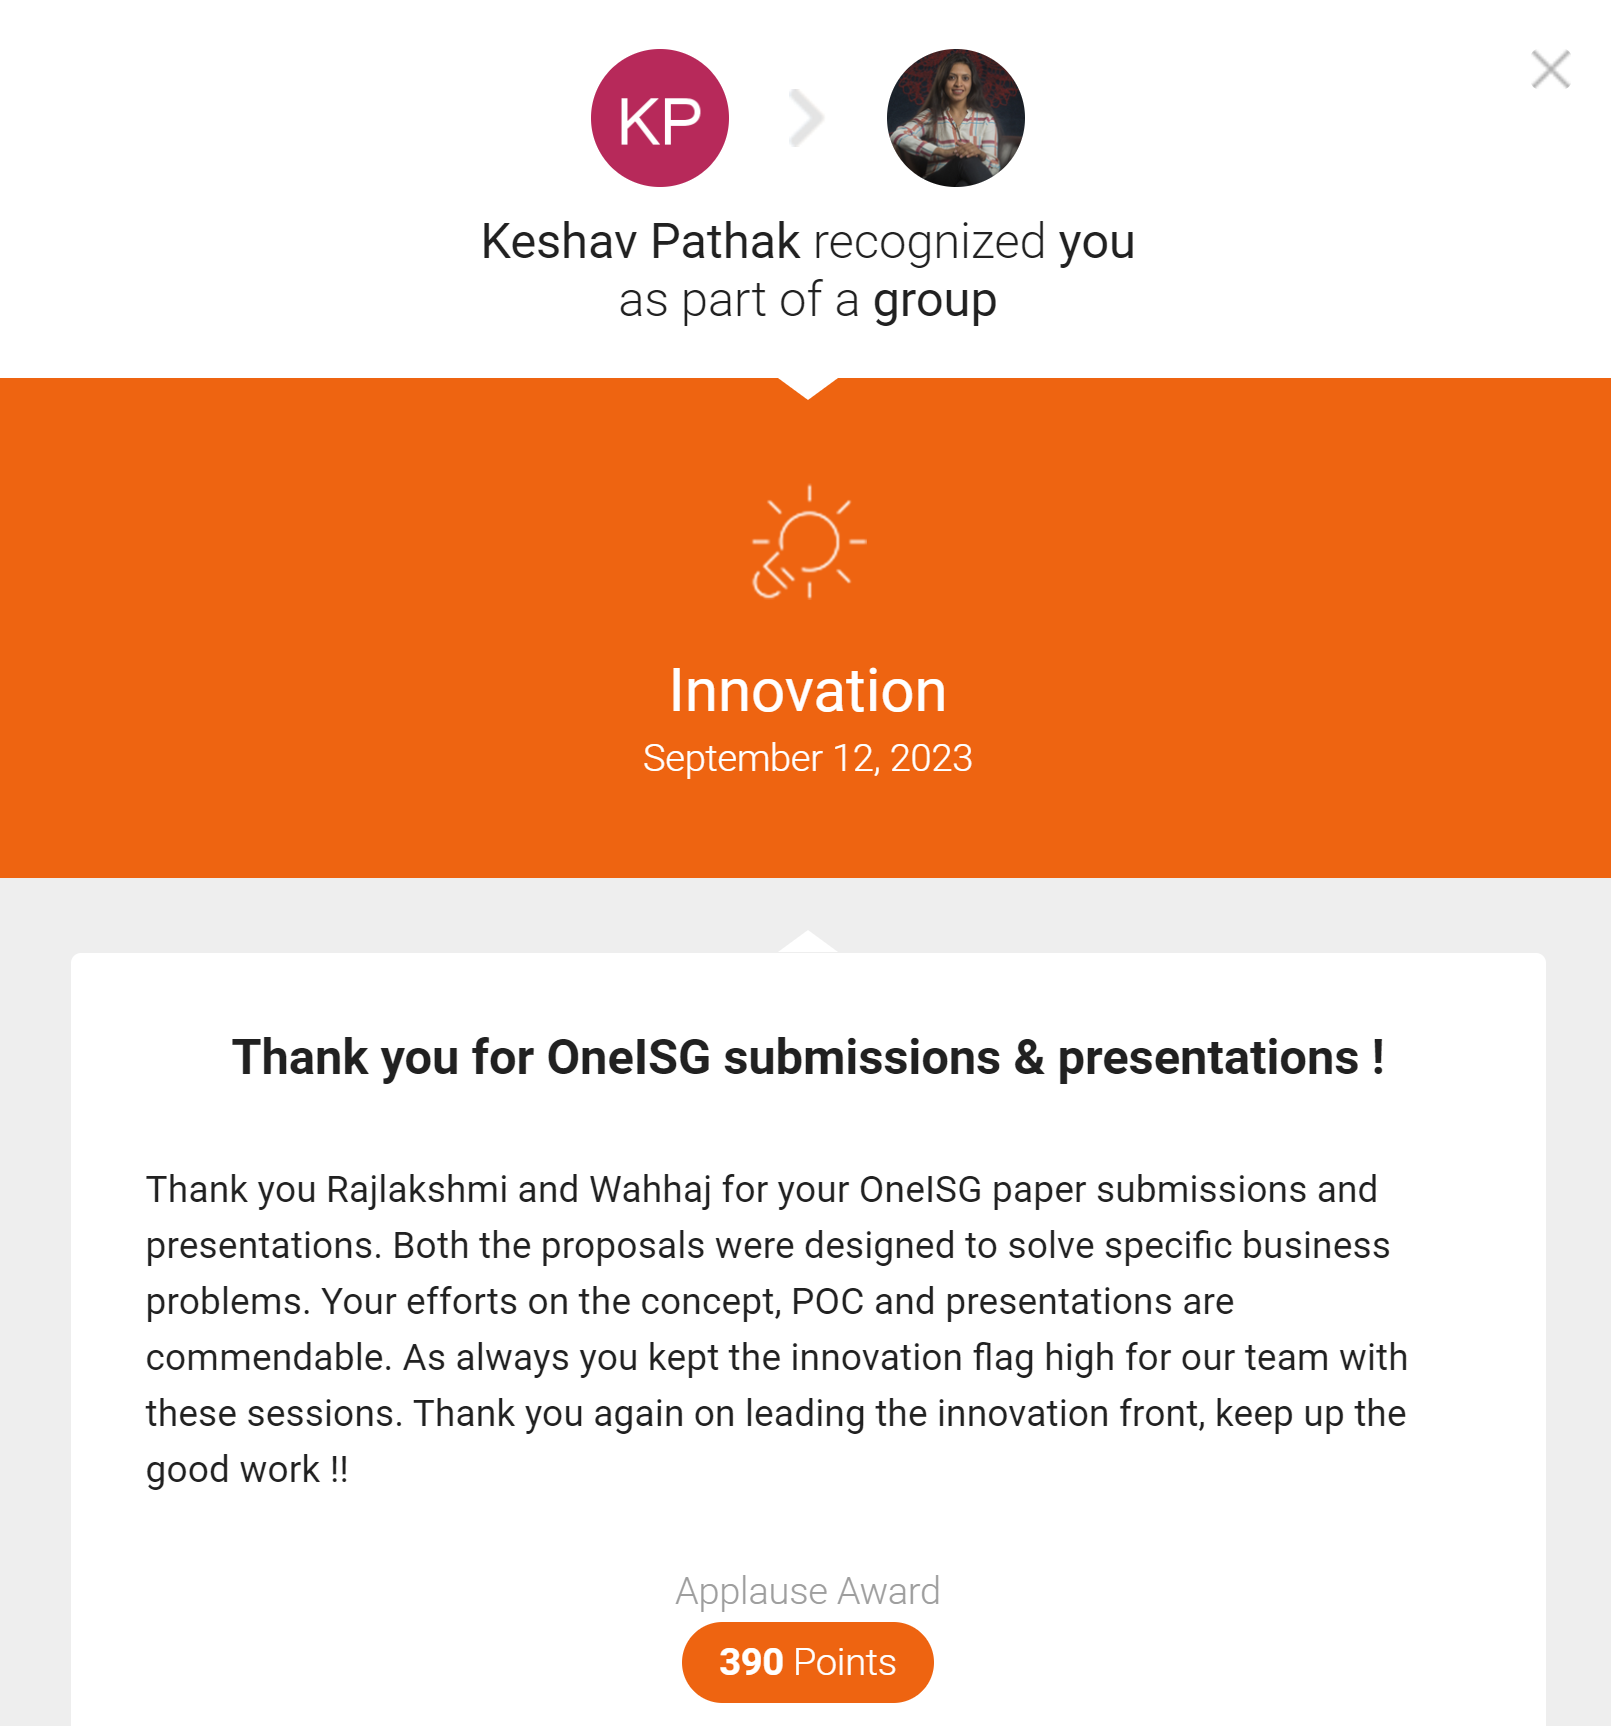 KP
Keshav Pathak recognized you
as part of a group
Innovation
September 12, 2023
Thank you for OneISG submissions & presentations !
Thank you Rajlakshmi and Wahhaj for your OneISG paper submissions and
presentations. Both the proposals were designed to solve specific business
problems. Your efforts on the concept, POC and presentations are
commendable. As always you kept the innovation flag high for our team with
these sessions. Thank you again on leading the innovation front, keep up the
good work !!
Applause Award
390 Points